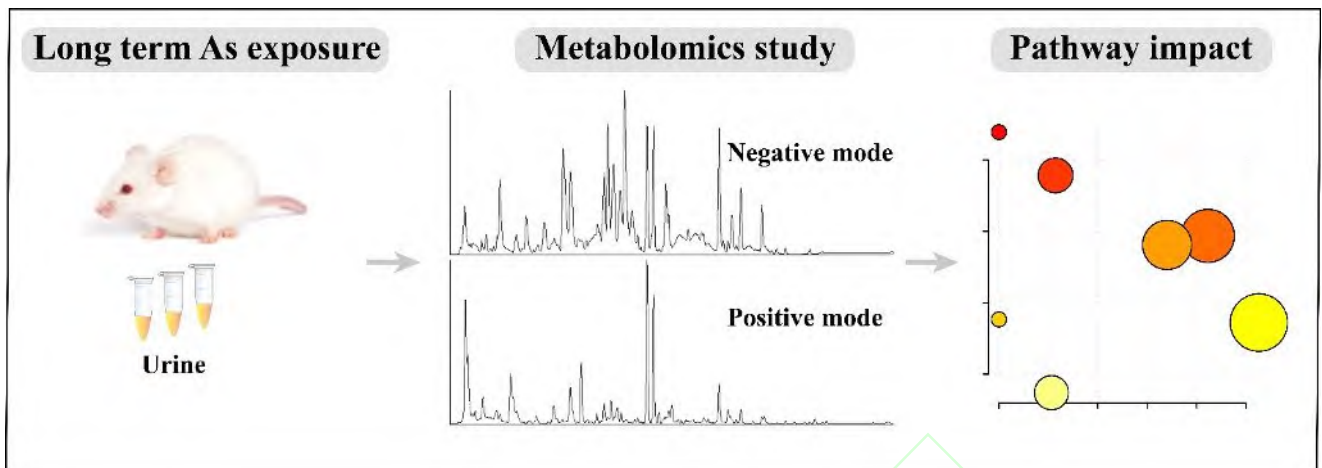 Long term As exposure
Metabolomics study
Pathway impact
Negative mode
Positive mode
Urine